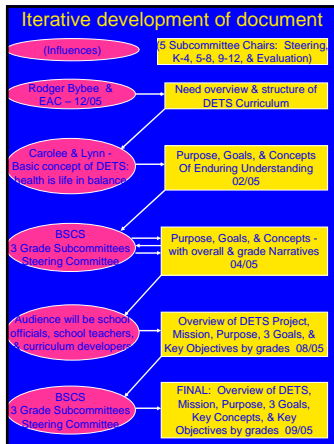 Iterative development of document
(Influences)
(5 Subcommittee Chairs: Steering,
K-4, 5-8, 9-12, & Evaluation)
Rodger Bybee &
EAC – 12/05
Need overview & structure of
DETS Curriculum
Carolee & Lynn -
Basic concept of DETS:
health is life in balance
Purpose, Goals, & Concepts
Of Enduring Understanding
02/05
BSCS
3 Grade Subcommittees
Steering Committee
Purpose, Goals, & Concepts -
with overall & grade Narratives
04/05
Audience will be school
officials, school teachers,
& curriculum developers
Overview of DETS Project,
Mission, Purpose, 3 Goals, &
Key Objectives by grades 08/05
BSCS
3 Grade Subcommittees
Steering Committee
FINAL: Overview of DETS,
Mission, Purpose, 3 Goals,
Key Concepts, & Key
Objectives by grades 09/05